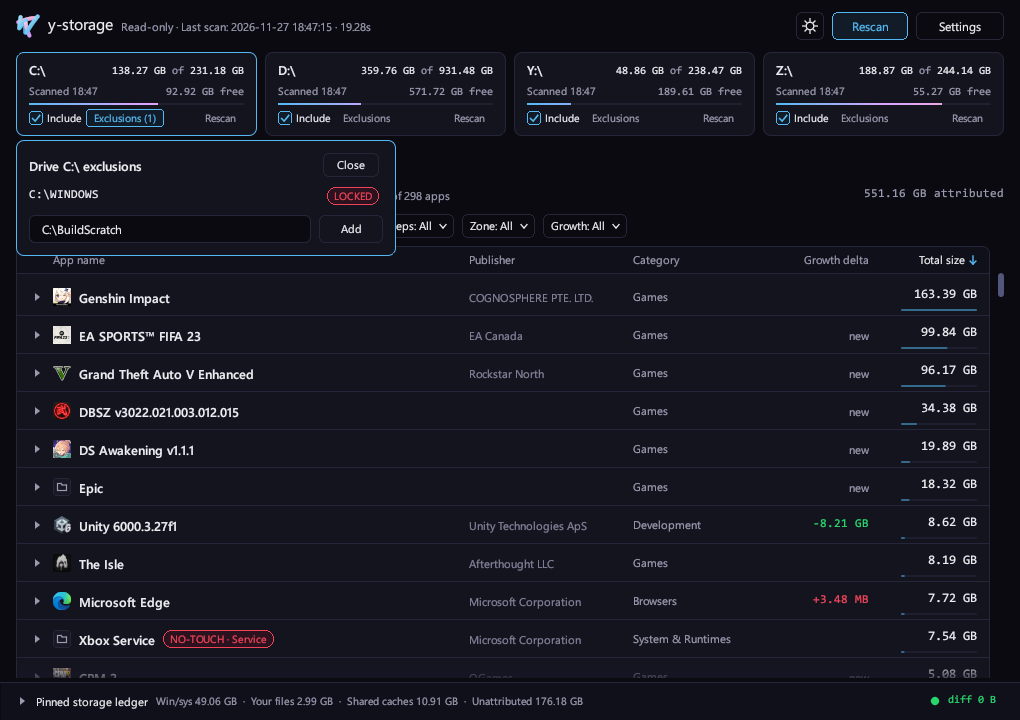 y-storage Read-only · Last scan: 2026-11-27 18:47:15 · 19.28s Rescan Settings
C:\ 138.27 GB of 231.18 GB
Scanned 18:47 92.92 GB free
Include Exclusions (1) Rescan
D:\ 359.76 GB of 931.48 GB
Scanned 18:47 571.72 GB free
Include Exclusions Rescan
Y:\ 48.86 GB of 238.47 GB
Scanned 18:47 189.61 GB free
Include Exclusions Rescan
Z:\ 188.87 GB of 244.14 GB
Scanned 18:47 55.27 GB free
Include Exclusions Rescan
Drive C:\ exclusions Close
C:\WINDOWS LOCKED
C:\BuildScratch Add
of 298 apps 551.16 GB attributed
eps: All Zone: All Growth: All
App name Publisher Category Growth delta Total size ↓
Genshin Impact COGNOSPHERE PTE. LTD. Games 163.39 GB
EA SPORTS™ FIFA 23 EA Canada Games new 99.84 GB
Grand Theft Auto V Enhanced Rockstar North Games new 96.17 GB
DBSZ v3022.021.003.012.015 Games new 34.38 GB
DS Awakening v1.1.1 Games new 19.89 GB
Epic Games new 18.32 GB
Unity 6000.3.27f1 Unity Technologies ApS Development -8.21 GB 8.62 GB
The Isle Afterthought LLC Games 8.19 GB
Microsoft Edge Microsoft Corporation Browsers +3.48 MB 7.72 GB
Xbox Service NO-TOUCH · Service Microsoft Corporation System & Runtimes 7.54 GB
Games new 5.08 GB
Pinned storage ledger Win/sys 49.06 GB · Your files 2.99 GB · Shared caches 10.91 GB · Unattributed 176.18 GB diff 0 B